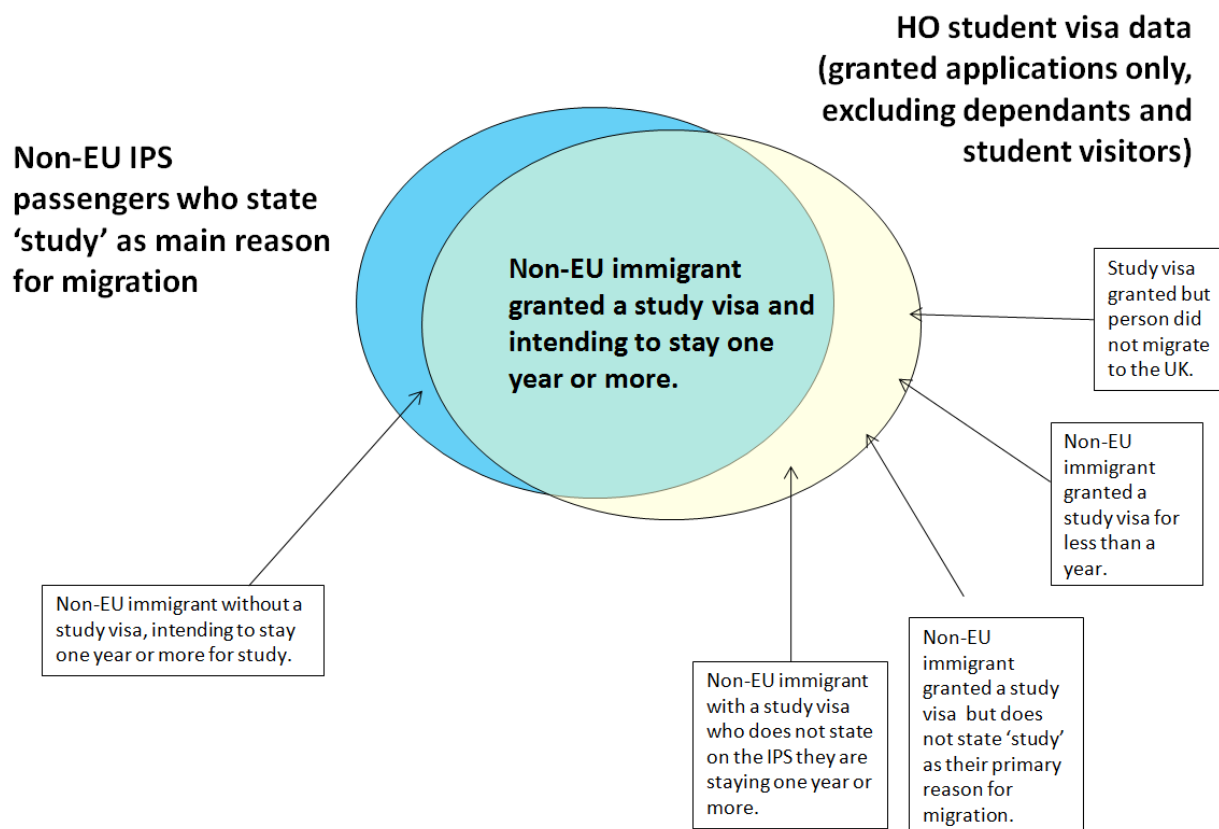 HO student visa data
(granted applications only,
excluding dependants and
student visitors)
Non-EU IPS
passengers who state
‘study’ as main reason
for migration
Non-EU immigrant
granted a study visa and
intending to stay one
year or more.
Study visa
granted but
person did
not migrate
to the UK.
Non-EU
immigrant
granted a
study visa for
less than a
year.
Non-EU immigrant without a
study visa, intending to stay
one year or more for study.
Non-EU immigrant
with a study visa
who does not state
on the IPS they are
staying one year or
more.
Non-EU
immigrant
granted a study
visa  but does
not state ‘study’
as their primary
reason for
migration.